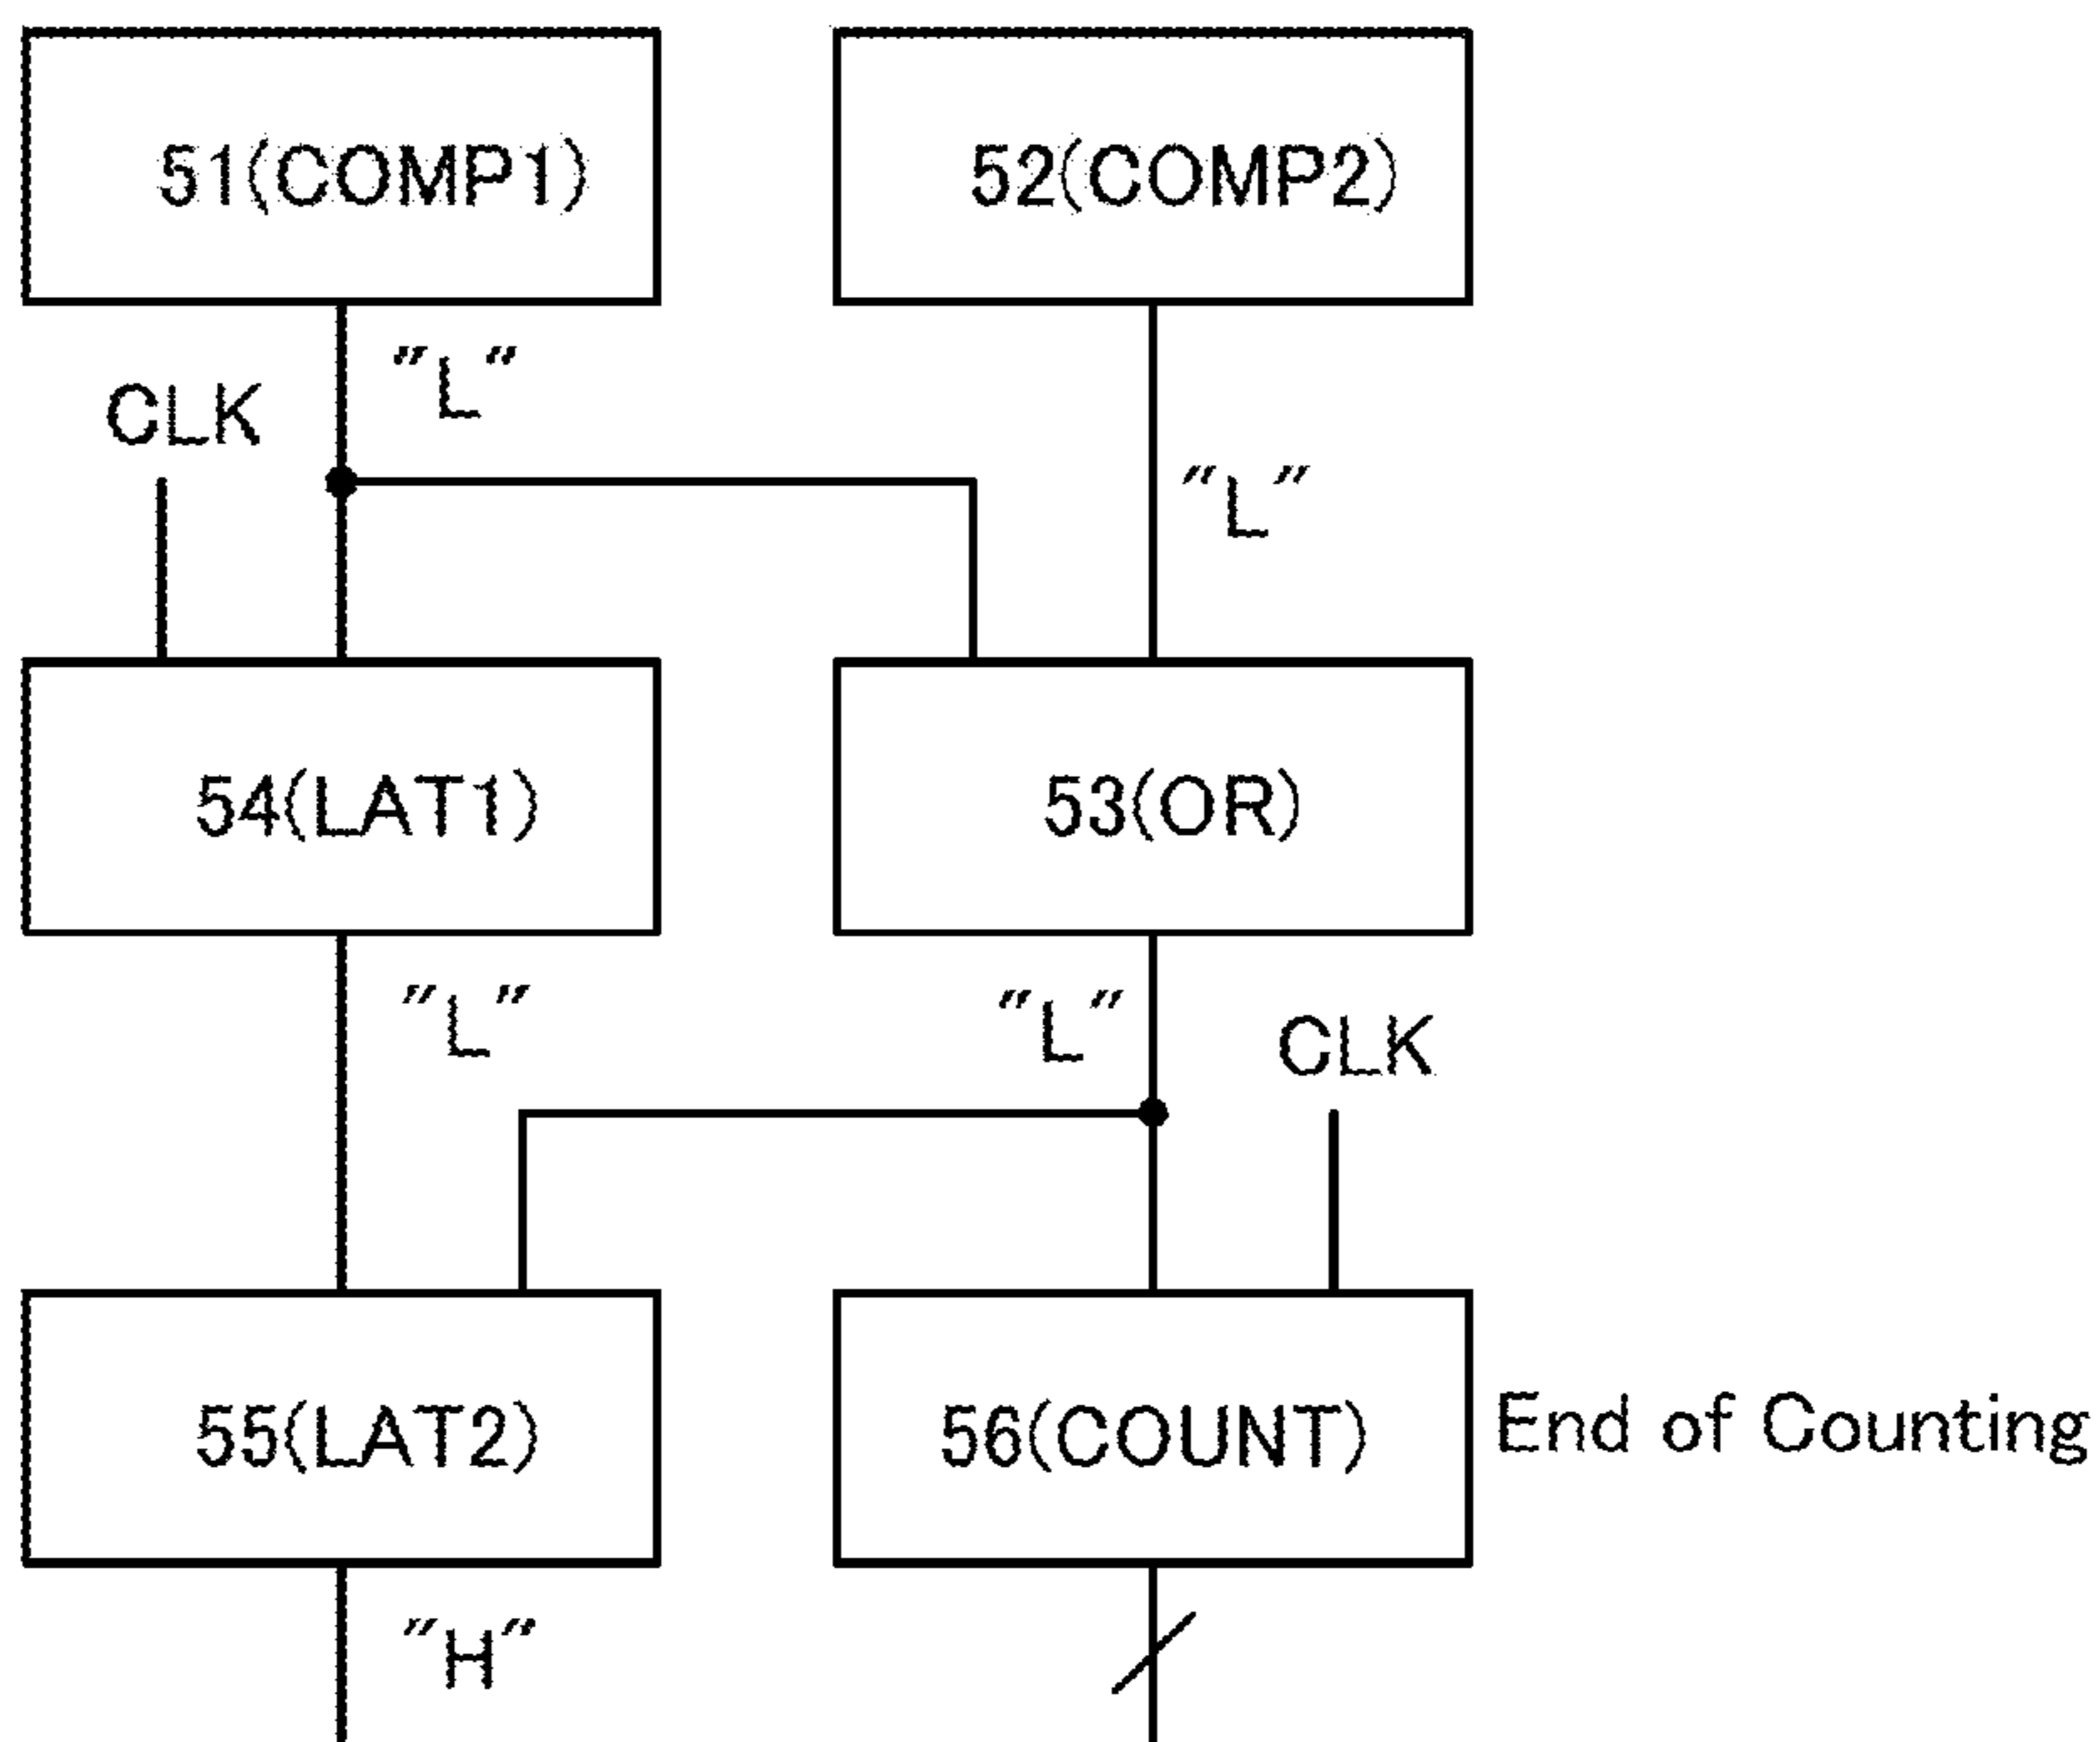 51(COMP1)
52(COMP2)
"L"
CLK
"L"
54(LAT1)
53(OR)
"L"
"L"
CLK
55(LAT2)
56(COUNT)
End of Counting
"H"